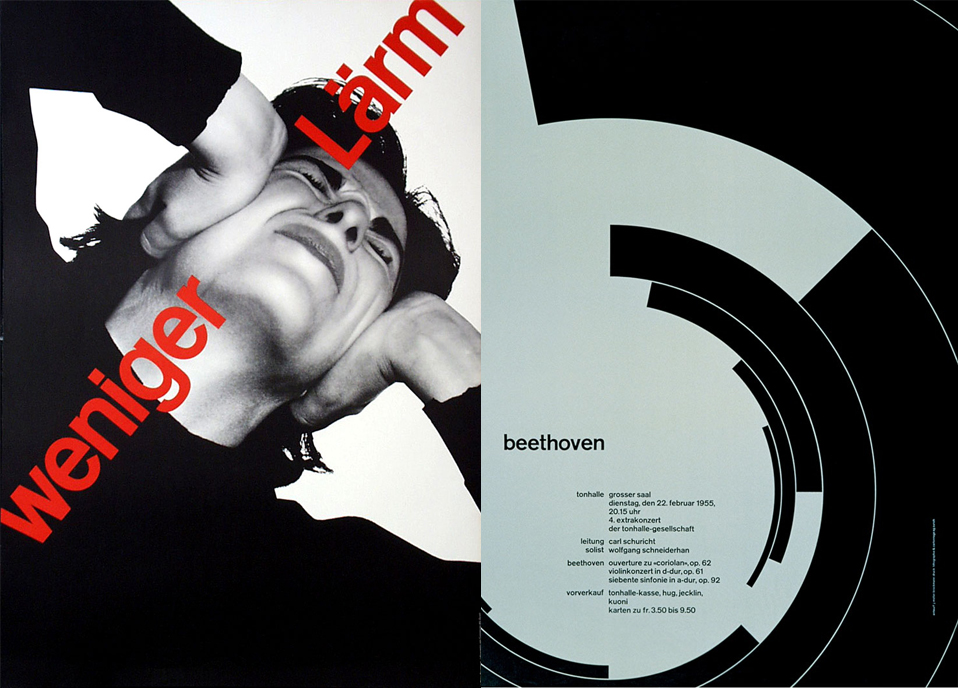 weniger
Lärm
beethoven
tonhalle grosser saal
dienstag, den 22. februar 1955,
20.15 uhr
4. extrakonzert
der tonhalle-gesellschaft
leitung carl schuricht
solist wolfgang schneiderhan
beethoven ouverture zu «coriolan», op. 62
violinkonzert in d-dur, op. 61
siebente sinfonie in a-dur, op. 92
vorverkauf tonhalle-kasse, hug, jecklin,
kuoni
karten zu fr. 3.50 bis 9.50